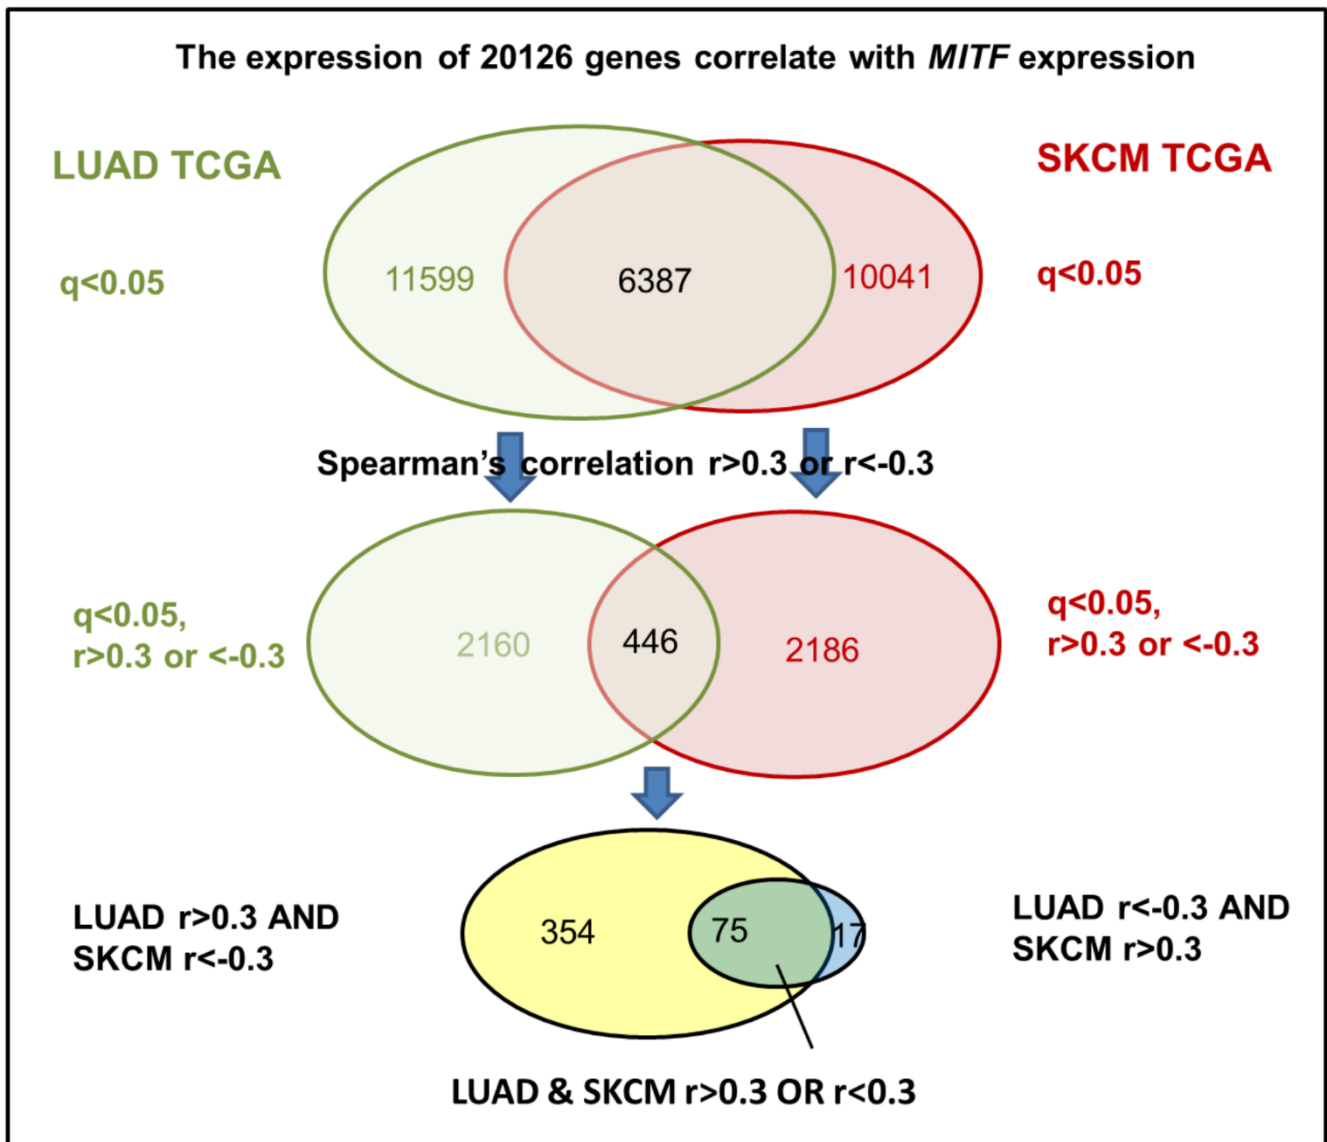 The expression of 20126 genes correlate with MITF expression
LUAD TCGA
SKCM TCGA
q<0.05
11599
6387
10041
q<0.05
Spearman's correlation r>0.3 or r<-0.3
q<0.05,
r>0.3 or <-0.3
2160
446
2186
q<0.05,
r>0.3 or <-0.3
LUAD r>0.3 AND
SKCM r<-0.3
354
75
17
LUAD r<-0.3 AND
SKCM r>0.3
LUAD & SKCM r>0.3 OR r<0.3